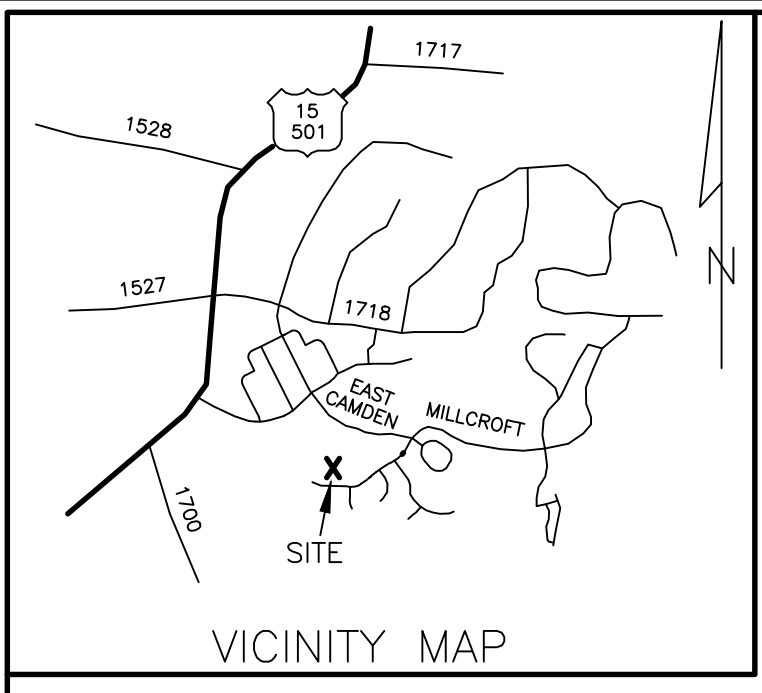 1717
15
501
1528
N
1527
1718
EAST
CAMDEN
MILLCROFT
X
1700
SITE
VICINITY MAP